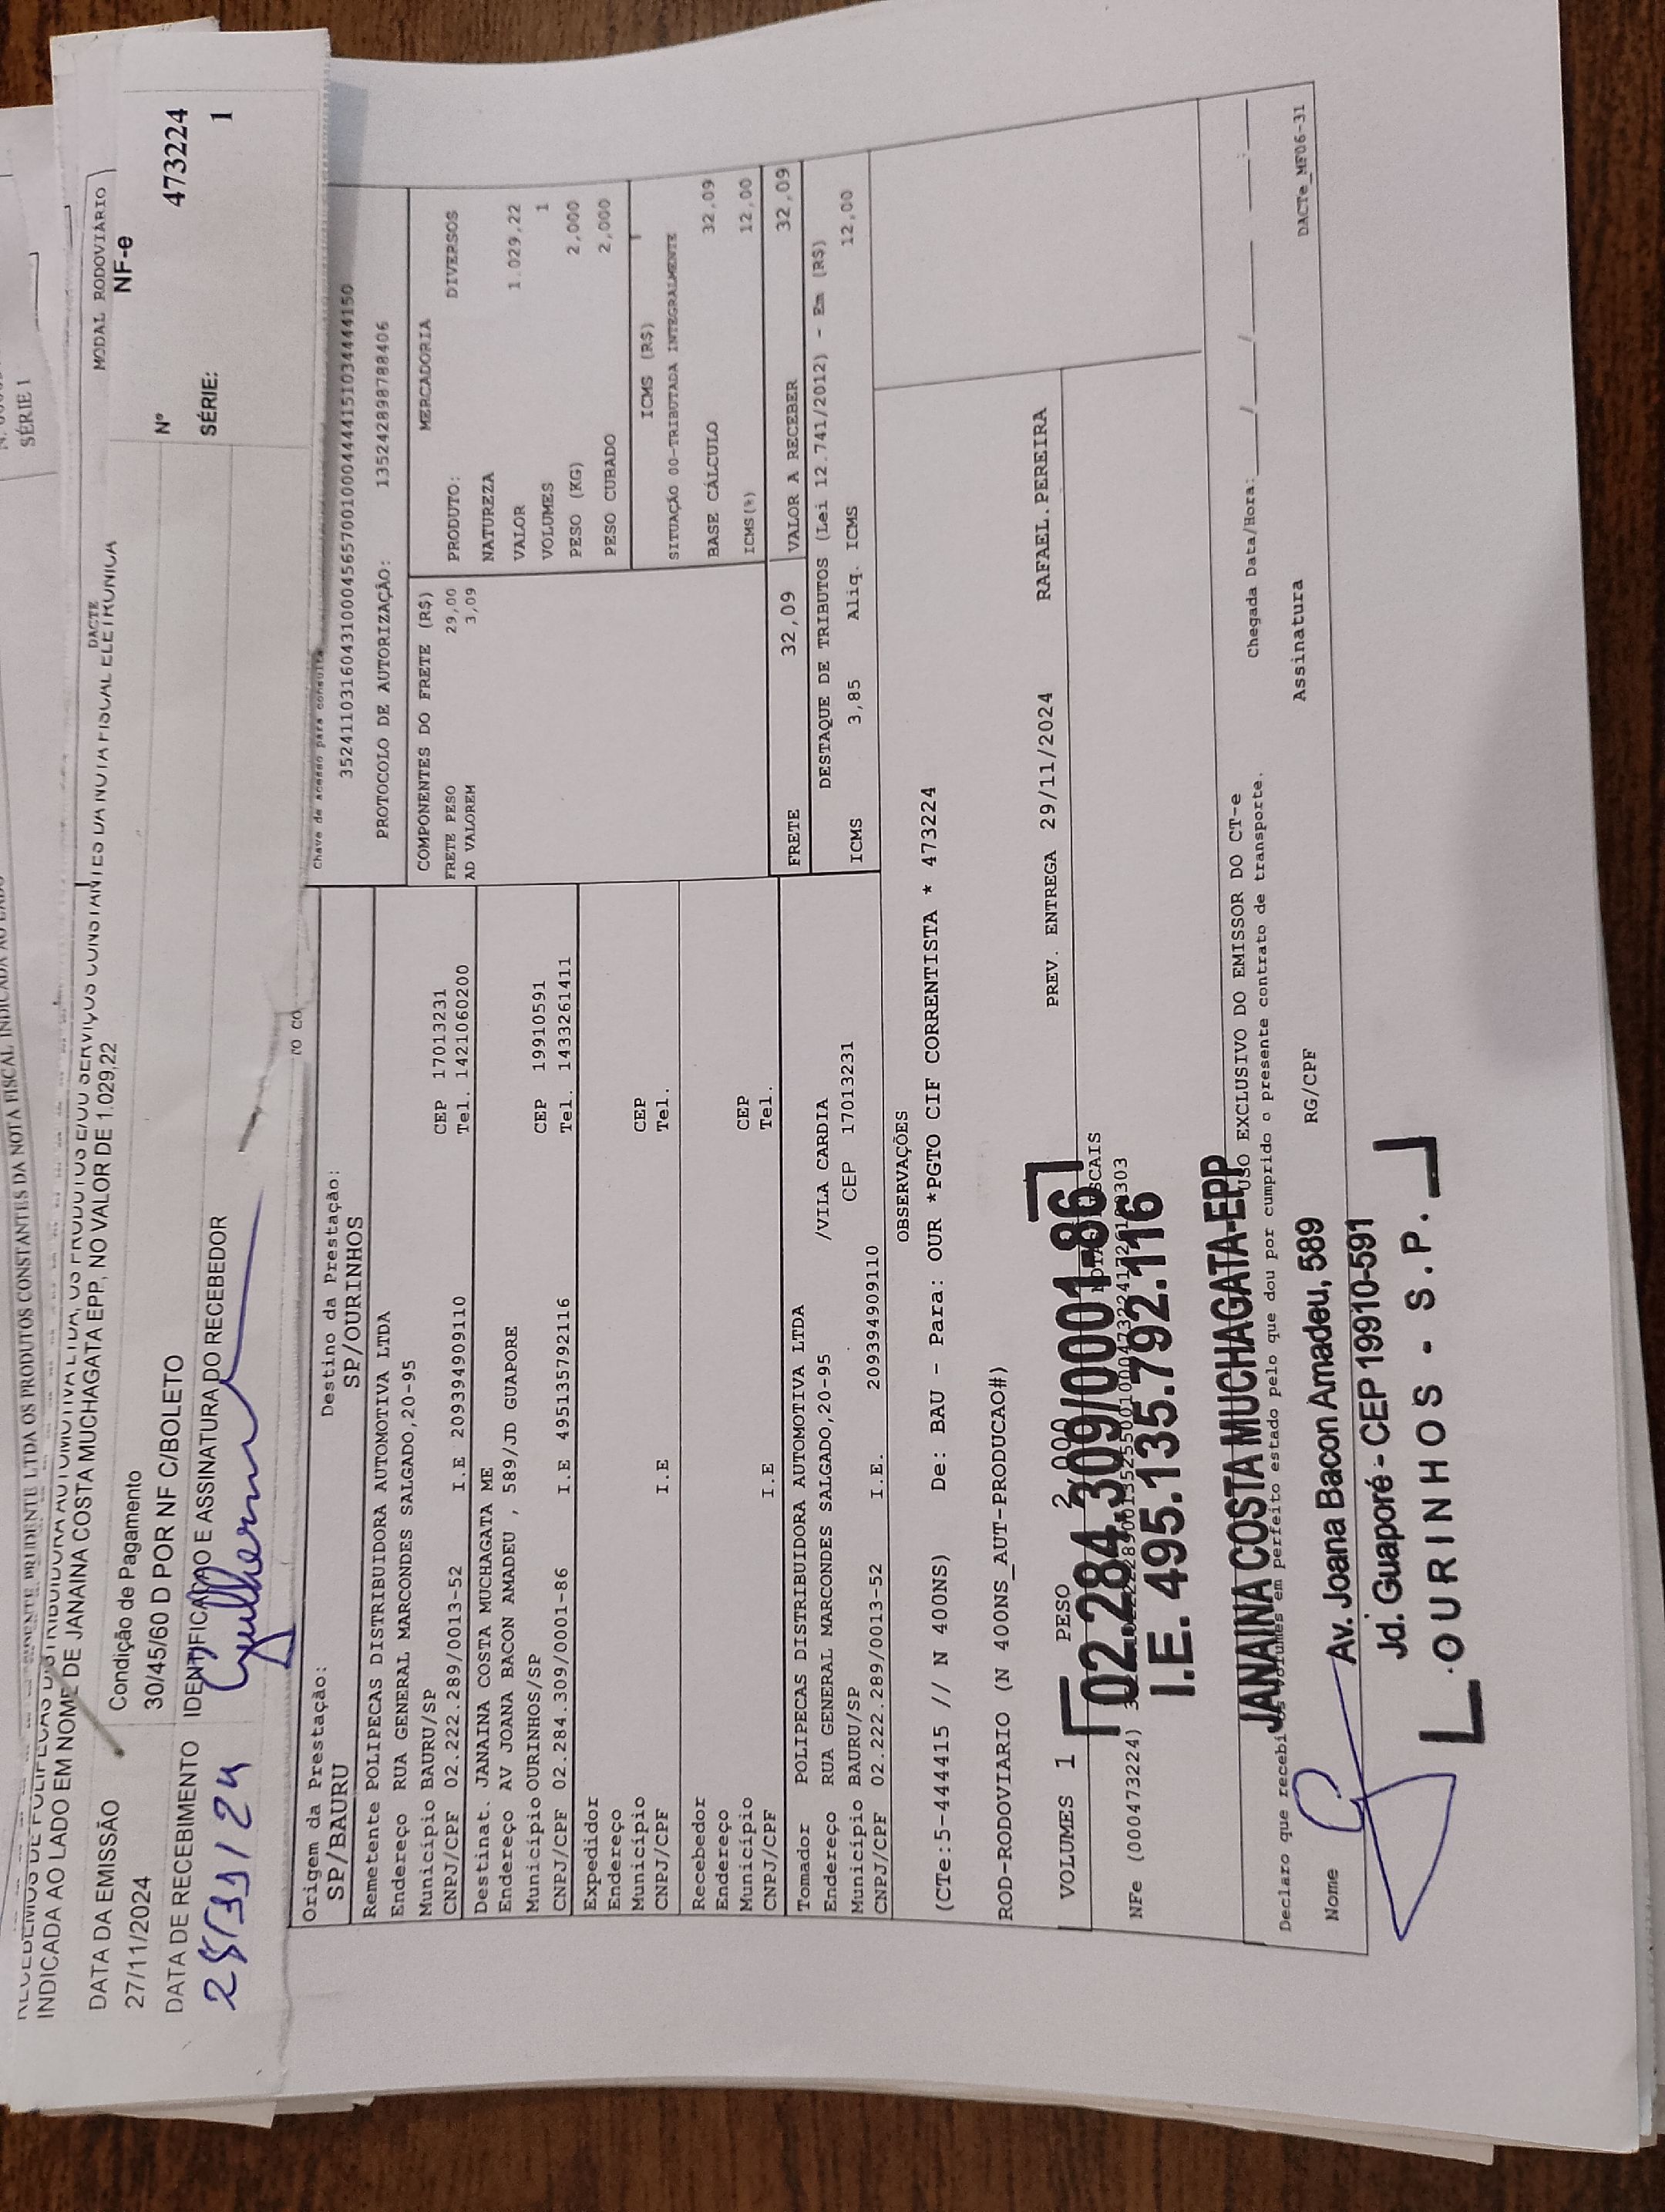 SÉRIE 1
INDICADA AO LADO EM NOME DE JANAINA COSTA MUCHAGATA EPP, NO VALOR DE 1.029,22
DACTE
MODAL RODOVIÁRIO
NF-e
DATA DA EMISSÃO
27/11/2024
Condição de Pagamento
30/45/60 D POR NF C/BOLETO
Nº 473224
SÉRIE: 1
DATA DE RECEBIMENTO
IDENTIFICAÇÃO E ASSINATURA DO RECEBEDOR
28/11/24
Guilherme
Origem da Prestação:
SP/BAURU
Destino da Prestação:
SP/OURINHOS
Chave de acesso para consulta
PROTOCOLO DE AUTORIZAÇÃO: 135242898788406
Remetente POLIPECAS DISTRIBUIDORA AUTOMOTIVA LTDA
Endereço RUA GENERAL MARCONDES SALGADO,20-95
Município BAURU/SP CEP 17013231
CNPJ/CPF 02.222.289/0013-52 I.E 209394909110 Tel. 1421060200
Destinat. JANAINA COSTA MUCHAGATA ME
Endereço AV JOANA BACON AMADEU , 589/JD GUAPORE
Município OURINHOS/SP CEP 19910591
CNPJ/CPF 02.284.309/0001-86 I.E 495135792116 Tel. 1433261411
Expedidor
Endereço
Município CEP
CNPJ/CPF I.E Tel.
Recebedor
Endereço
Município CEP
CNPJ/CPF I.E Tel.
Tomador POLIPECAS DISTRIBUIDORA AUTOMOTIVA LTDA
Endereço RUA GENERAL MARCONDES SALGADO,20-95 /VILA CARDIA
Município BAURU/SP CEP 17013231
CNPJ/CPF 02.222.289/0013-52 I.E. 209394909110
COMPONENTES DO FRETE (R$)
FRETE PESO 29,00
AD VALOREM 3,09
MERCADORIA
PRODUTO: DIVERSOS
NATUREZA
VALOR 1.029,22
VOLUMES 1
PESO (KG) 2,000
PESO CUBADO 2,000
ICMS (R$)
SITUAÇÃO 00-TRIBUTADA INTEGRALMENTE
BASE CÁLCULO 32,09
ICMS(%) 12,00
FRETE 32,09 VALOR A RECEBER 32,09
DESTAQUE DE TRIBUTOS (Lei 12.741/2012) - Em (R$)
ICMS 3,85 Aliq. ICMS 12,00
OBSERVAÇÕES
(CTe:5-444415 // N 400NS) De: BAU - Para: OUR *PGTO CIF CORRENTISTA * 473224
ROD-RODOVIARIO (N 400NS_AUT-PRODUCAO#)
PREV. ENTREGA 29/11/2024 RAFAEL.PEREIRA
VOLUMES 1 PESO 2,000
NFe (000473224)
USO EXCLUSIVO DO EMISSOR DO CT-e
Declaro que recebi os volumes em perfeito estado pelo que dou por cumprido o presente contrato de transporte.
Chegada Data/Hora: / / :
Nome RG/CPF Assinatura
DACTe_MF06-31
02.284.309/0001-86
I.E. 495.135.792.116
JANAINA COSTA MUCHAGATA-EPP
Av. Joana Bacon Amadeu, 589
Jd. Guaporé - CEP 19910-591
OURINHOS - S.P.